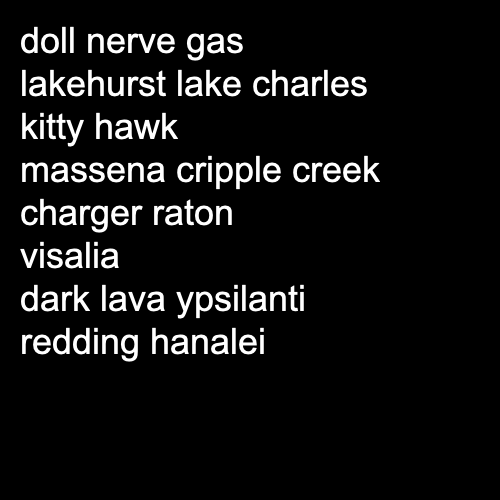 doll nerve gas
lakehurst lake charles
kitty hawk
massena cripple creek
charger raton
visalia
dark lava ypsilanti
redding hanalei